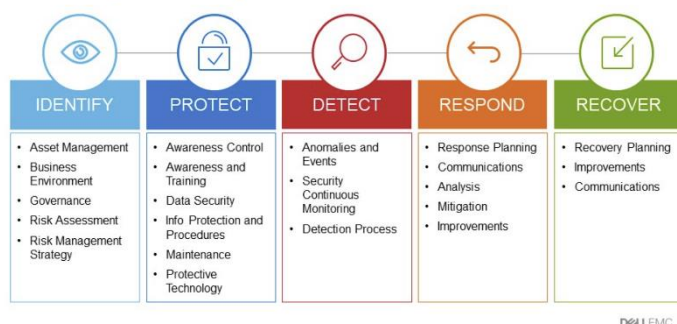 IDENTIFY
Asset Management
Business
Environment
Governance
Risk Assessment
Risk Management
Strategy
PROTECT
Awareness Control
Awareness and
Training
Data Security
Info Protection and
Procedures
Maintenance
Protective
Technology
DETECT
Anomalies and
Events
Security
Continuous
Monitoring
Detection Process
RESPOND
Response Planning
Communications
Analysis
Mitigation
Improvements
RECOVER
Recovery Planning
Improvements
Communications
DELL EMC